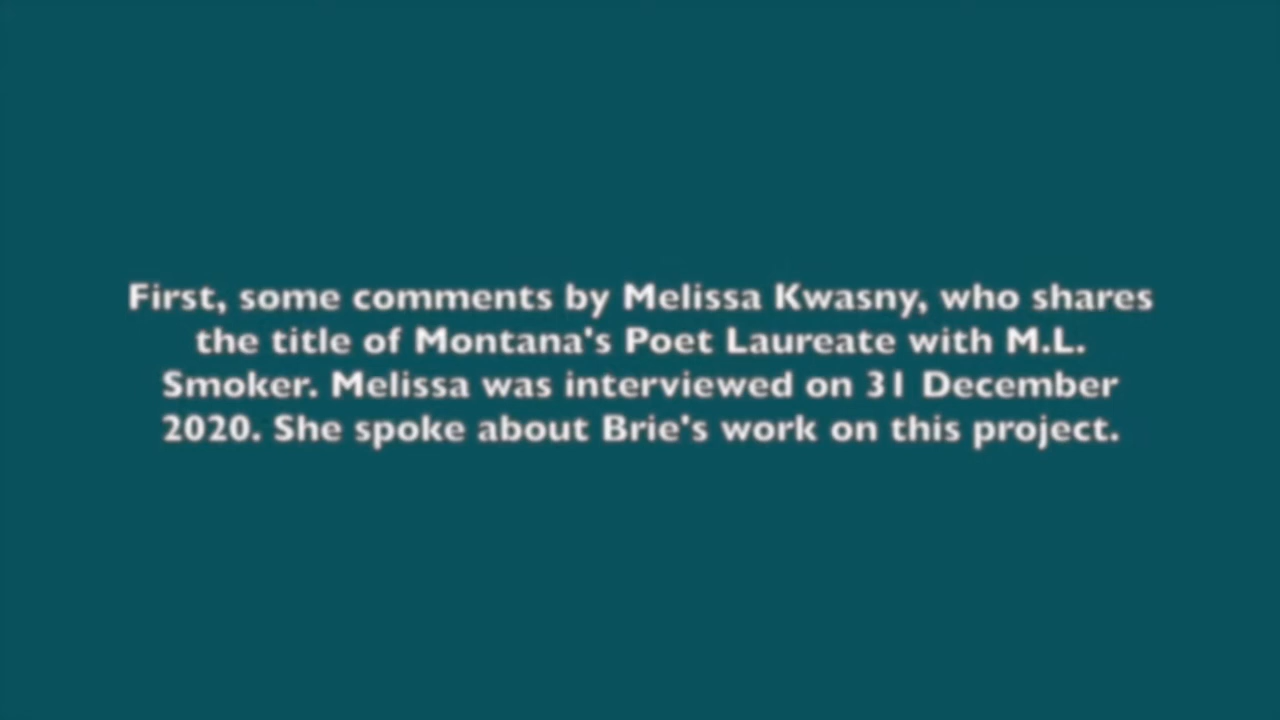 First, some comments by Melissa Kwasny, who shares
the title of Montana's Poet Laureate with M.L.
Smoker. Melissa was interviewed on 31 December
2020. She spoke about Brie's work on this project.